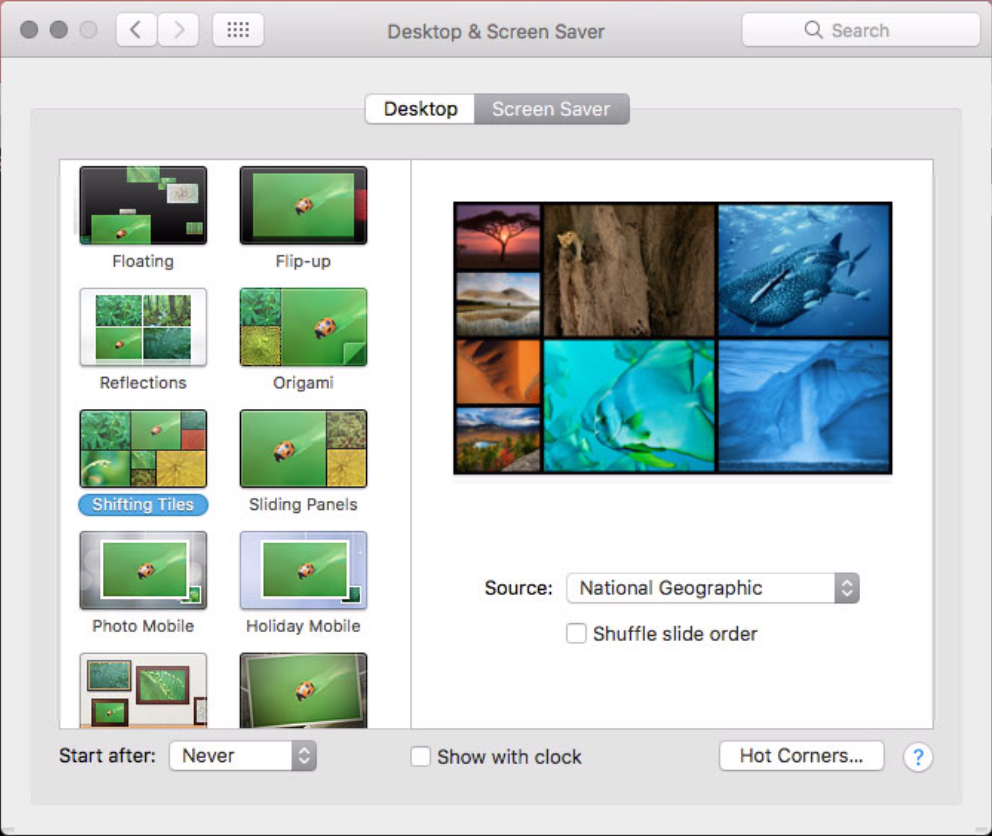 Desktop & Screen Saver
Search
Desktop
Screen Saver
Floating
Flip-up
Reflections
Origami
Shifting Tiles
Sliding Panels
Photo Mobile
Holiday Mobile
Source:
National Geographic
Shuffle slide order
Start after:
Never
Show with clock
Hot Corners...
?